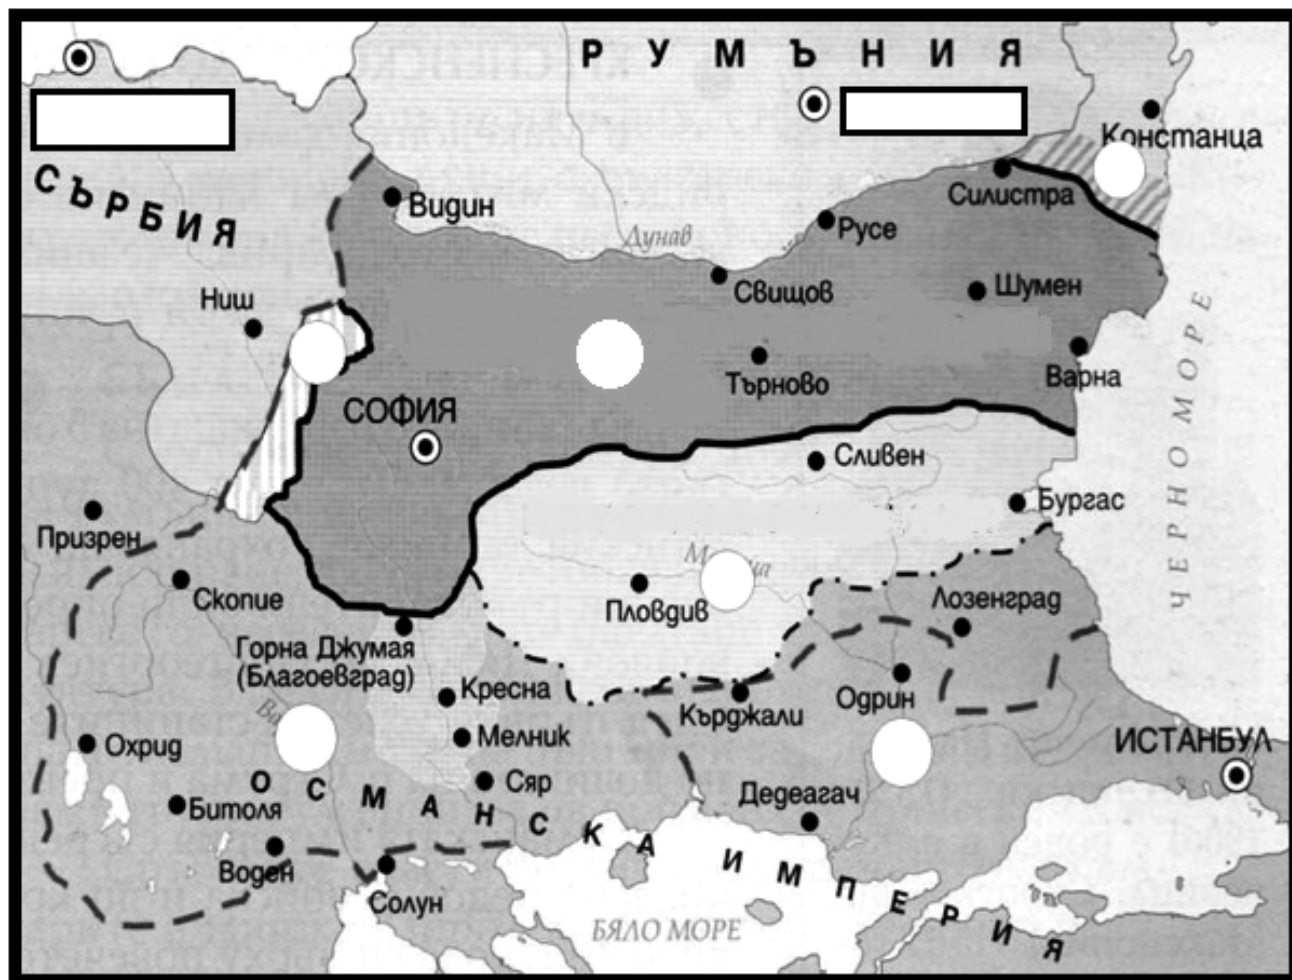 РУМЪНИЯ
Констанца
СЪРБИЯ
Силистра
Видин
Русе
Дунав
Свищов
Шумен
Ниш
Търново
Варна
СОФИЯ
ЧЕРНО МОРЕ
Сливен
Бургас
Призрен
Пловдив
Скопие
Лозенград
Горна Джумая
(Благоевград)
Кресна
Кърджали
Одрин
Охрид
Мелник
ИСТАНБУЛ
Сяр
ОСМАНСКА ИМПЕРИЯ
Битоля
Дедеагач
Воден
Солун
БЯЛО МОРЕ